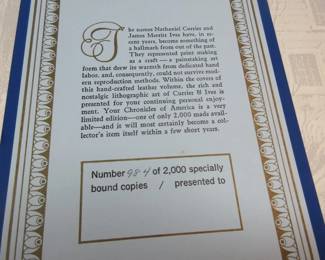 The names Nathaniel Currier and
James Merritt Ives have, in re-
cent years, become something of
a hallmark from out of the past.
They represented print making
as a craft—a painstaking art
form that drew its warmth from dedicated hand
labor, and, consequently, could not survive mod-
ern reproduction methods. Within the covers of
this hand-crafted leather volume, the rich and
nostalgic lithographic art of Currier & Ives is
presented for your continuing personal enjoy-
ment. Your Chronicles of America is a very
limited edition—one of only 2,000 made avail-
able—and it will most certainly become a col-
lector's item itself within a few short years.
Number 984 of 2,000 specially
bound copies / presented to